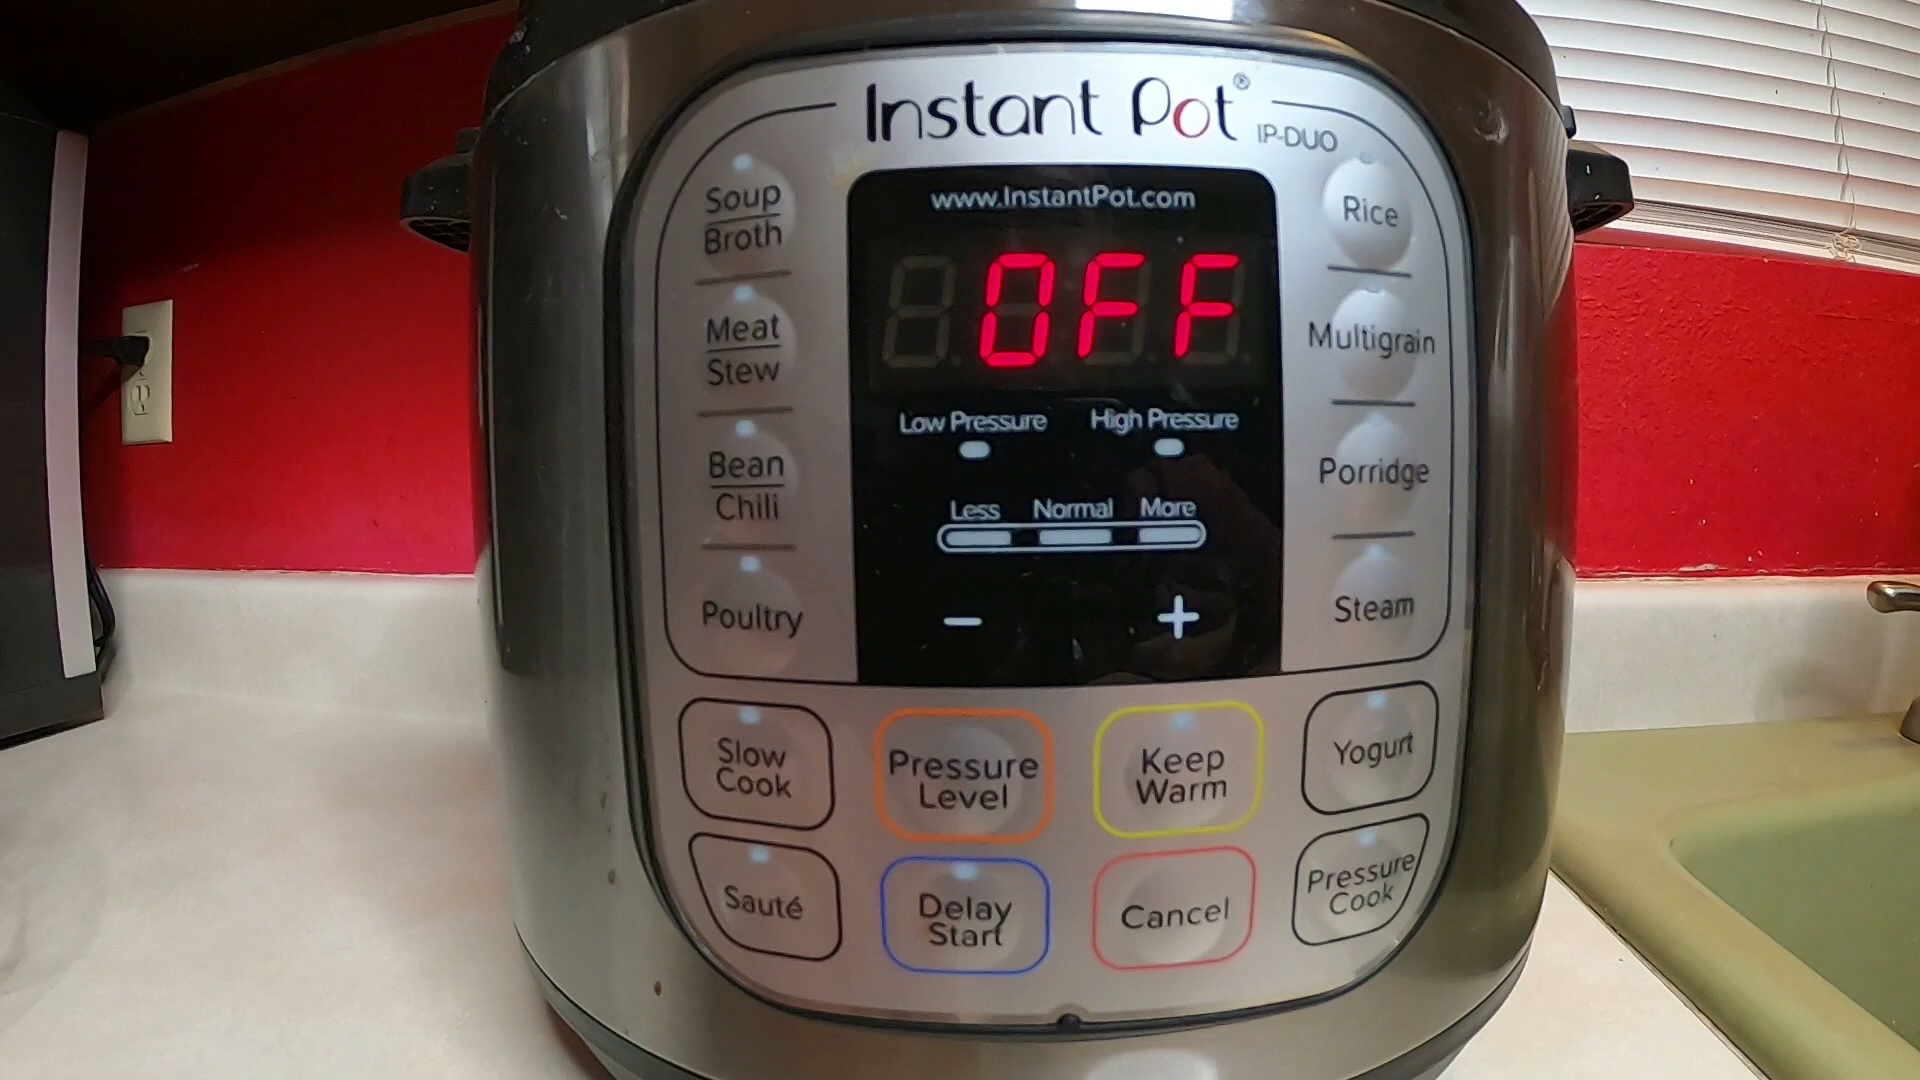 Instant Pot®
IP-DUO
www.InstantPot.com
OFF
Soup
Broth
Meat
Stew
Bean
Chili
Poultry
Low Pressure
High Pressure
Less Normal More
− +
Rice
Multigrain
Porridge
Steam
Slow
Cook
Pressure
Level
Keep
Warm
Yogurt
Sauté
Delay
Start
Cancel
Pressure
Cook